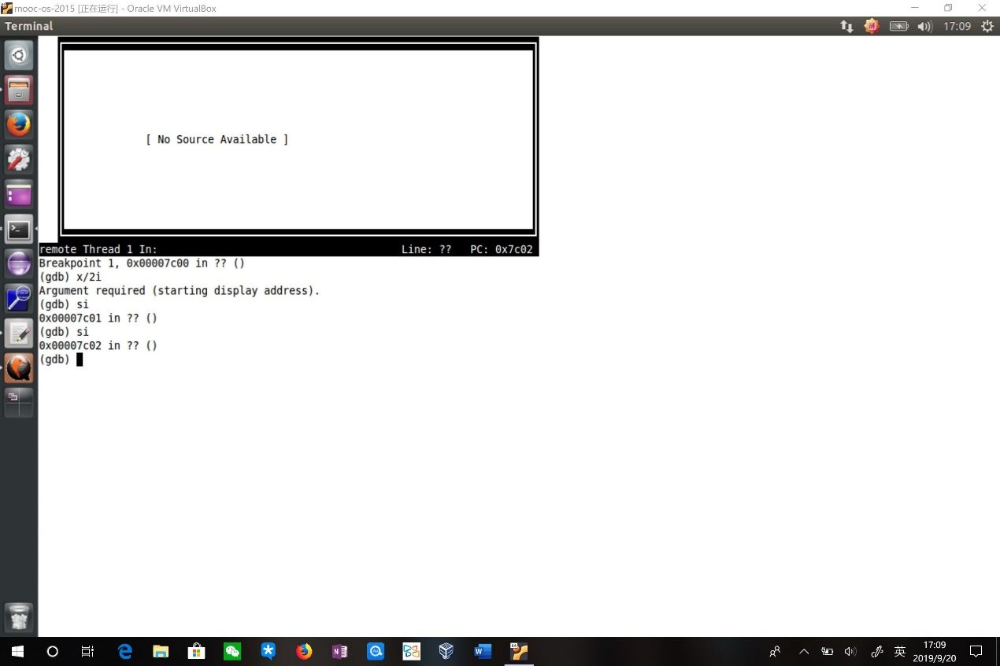 mooc-os-2015 [正在运行] - Oracle VM VirtualBox
Terminal
17:09
[ No Source Available ]
remote Thread 1 In: Line: ?? PC: 0x7c02
Breakpoint 1, 0x00007c00 in ?? ()
(gdb) x/2i
Argument required (starting display address).
(gdb) si
0x00007c01 in ?? ()
(gdb) si
0x00007c02 in ?? ()
(gdb)
英
17:09
2019/9/20